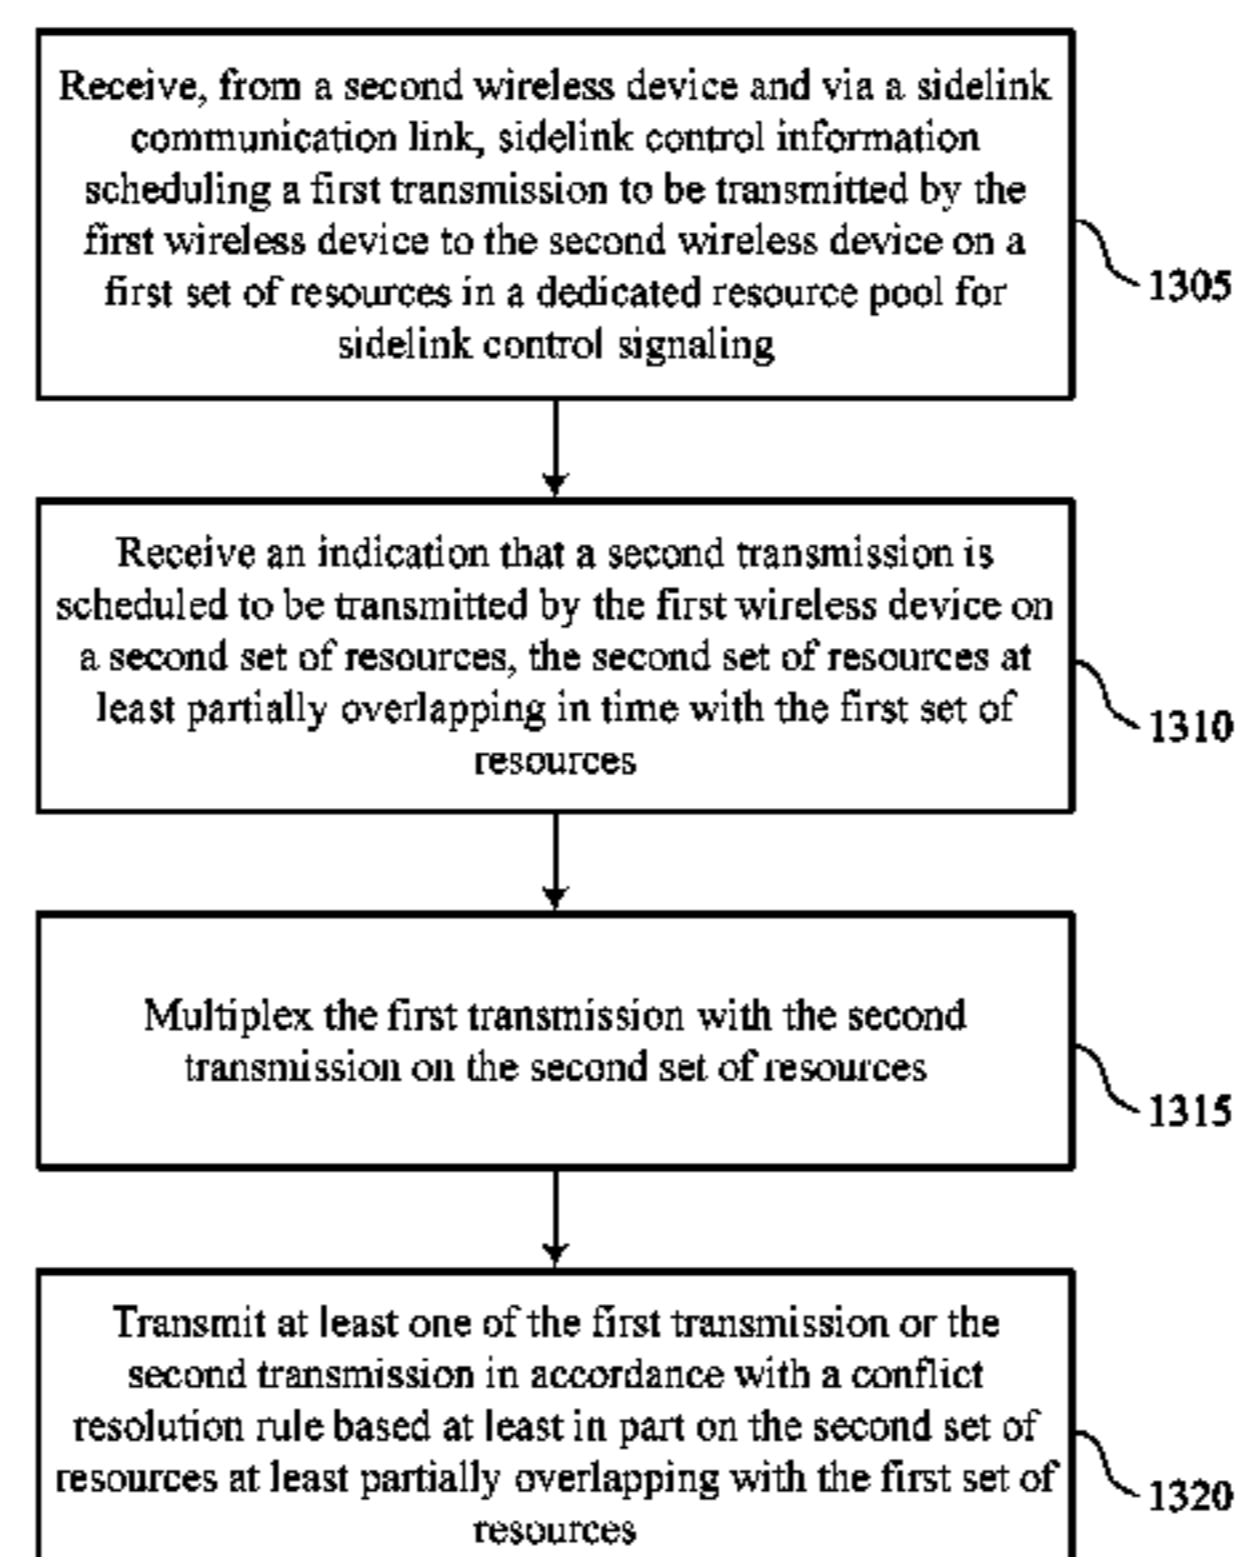 Receive, from a second wireless device and via a sidelink
communication link, sidelink control information
scheduling a first transmission to be transmitted by the
first wireless device to the second wireless device on a
first set of resources in a dedicated resource pool for
sidelink control signaling
1305
Receive an indication that a second transmission is
scheduled to be transmitted by the first wireless device on
a second set of resources, the second set of resources at
least partially overlapping in time with the first set of
resources
1310
Multiplex the first transmission with the second
transmission on the second set of resources
1315
Transmit at least one of the first transmission or the
second transmission in accordance with a conflict
resolution rule based at least in part on the second set of
resources at least partially overlapping with the first set of
resources
1320